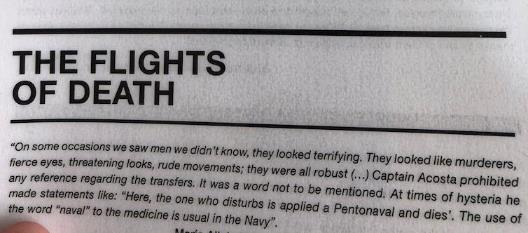 THE FLIGHTS
OF DEATH
"On some occasions we saw men we didn't know, they looked terrifying. They looked like murderers,
fierce eyes, threatening looks, rude movements; they were all robust (...) Captain Acosta prohibited
any reference regarding the transfers. It was a word not to be mentioned. At times of hysteria he
made statements like: "Here, the one who disturbs is applied a Pentonaval and dies'. The use of
the word "naval" to the medicine is usual in the Navy".